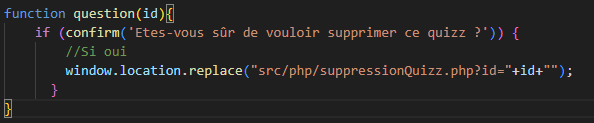 function question(id){
if (confirm('Etes-vous sûr de vouloir supprimer ce quizz ?')) {
//Si oui
window.location.replace("src/php/suppressionQuizz.php?id="+id+"");
}
}